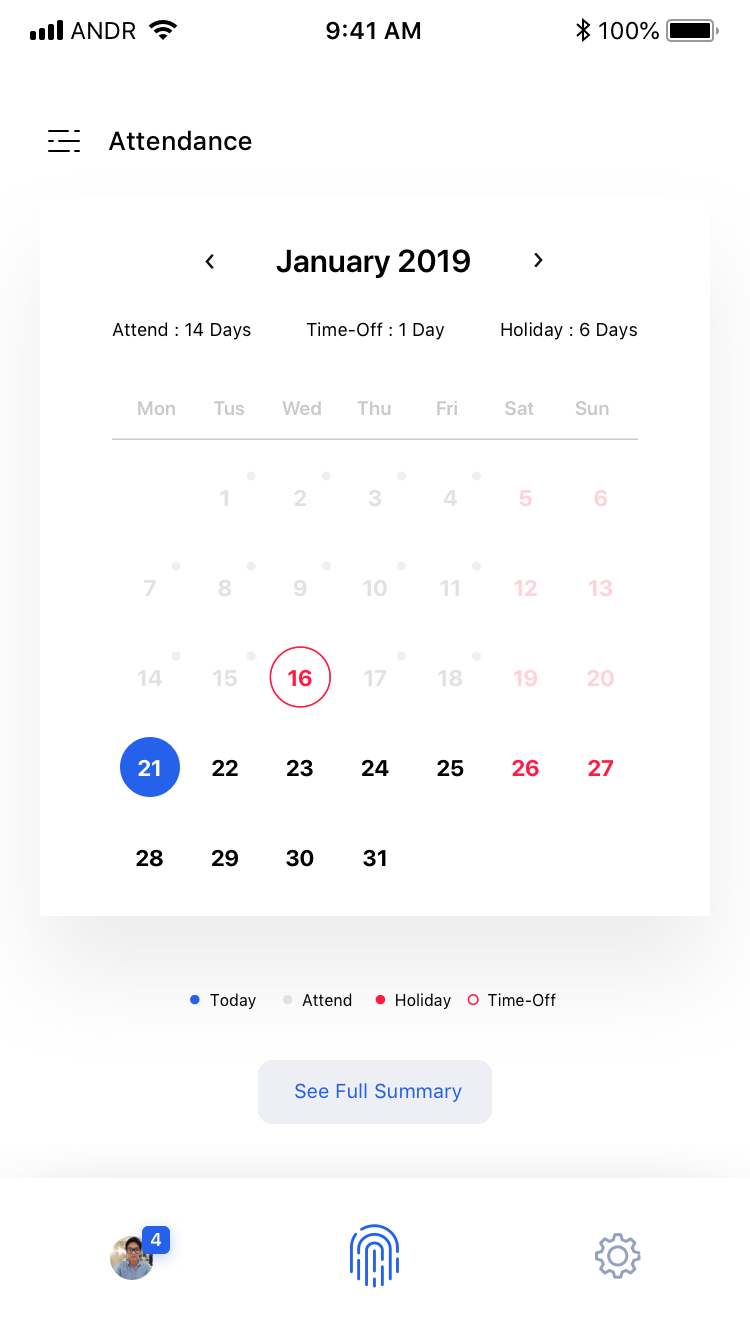 ANDR 9:41 AM 100%
Attendance
January 2019
Attend : 14 Days Time-Off : 1 Day Holiday : 6 Days
Mon Tus Wed Thu Fri Sat Sun
1 2 3 4 5 6
7 8 9 10 11 12 13
14 15 16 17 18 19 20
21 22 23 24 25 26 27
28 29 30 31
Today Attend Holiday Time-Off
See Full Summary
4